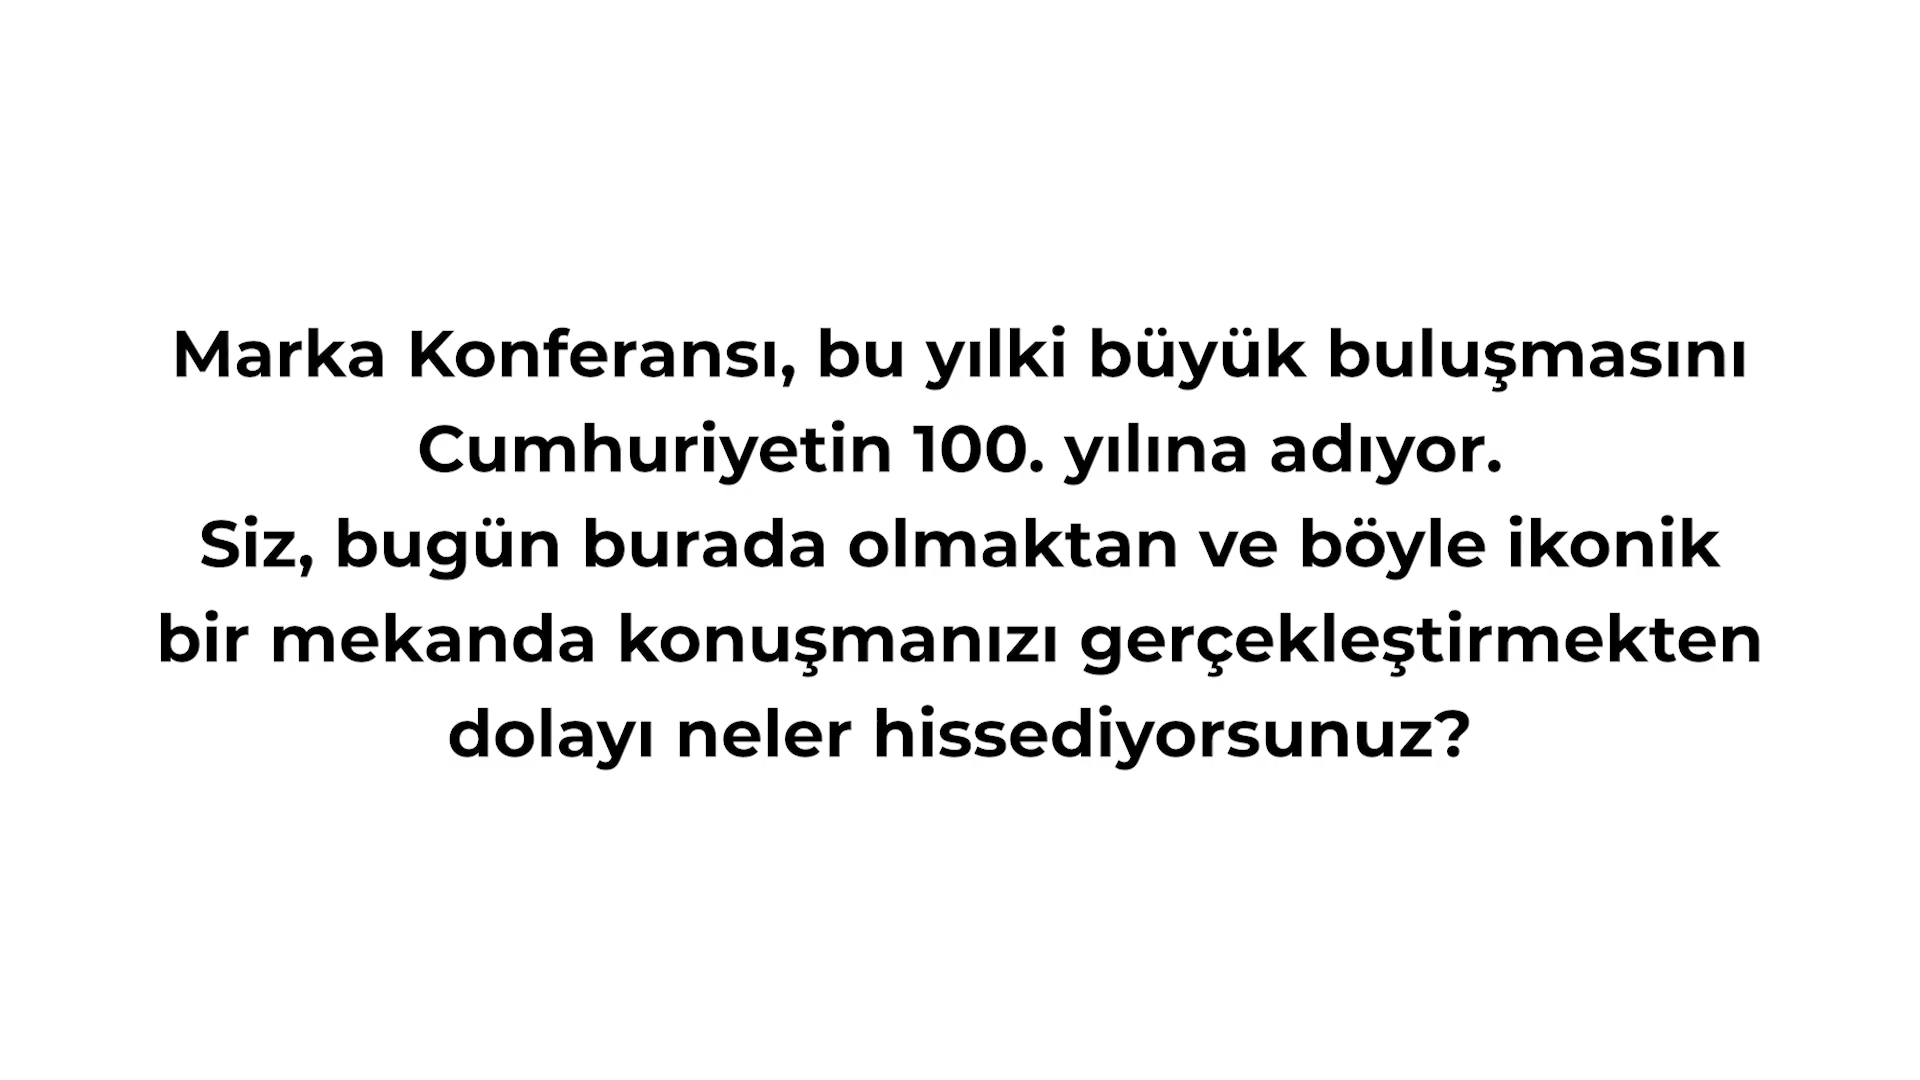 Marka Konferansı, bu yılki büyük buluşmasını
Cumhuriyetin 100. yılına adıyor.
Siz, bugün burada olmaktan ve böyle ikonik
bir mekanda konuşmanızı gerçekleştirmekten
dolayı neler hissediyorsunuz?